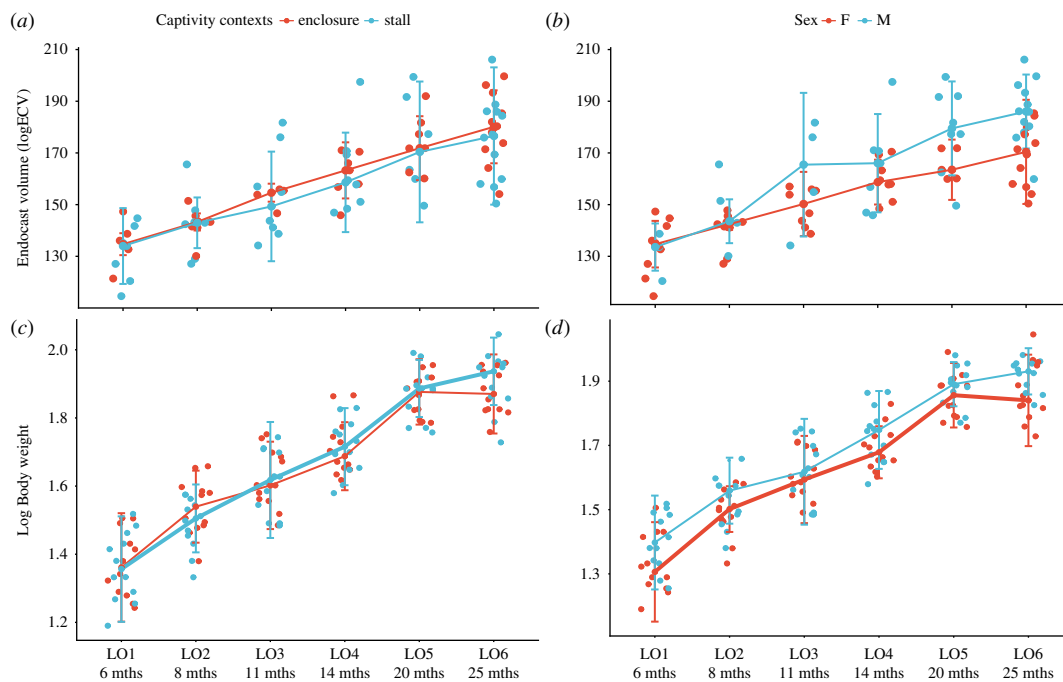 (a) Captivity contexts enclosure stall
Endocast volume (logECV)
210
190
170
150
130
(b) Sex F M
210
190
170
150
130
(c)
Log Body weight
2.0
1.8
1.6
1.4
1.2
LO1 LO2 LO3 LO4 LO5 LO6
6 mths 8 mths 11 mths 14 mths 20 mths 25 mths
(d)
1.9
1.7
1.5
1.3
LO1 LO2 LO3 LO4 LO5 LO6
6 mths 8 mths 11 mths 14 mths 20 mths 25 mths